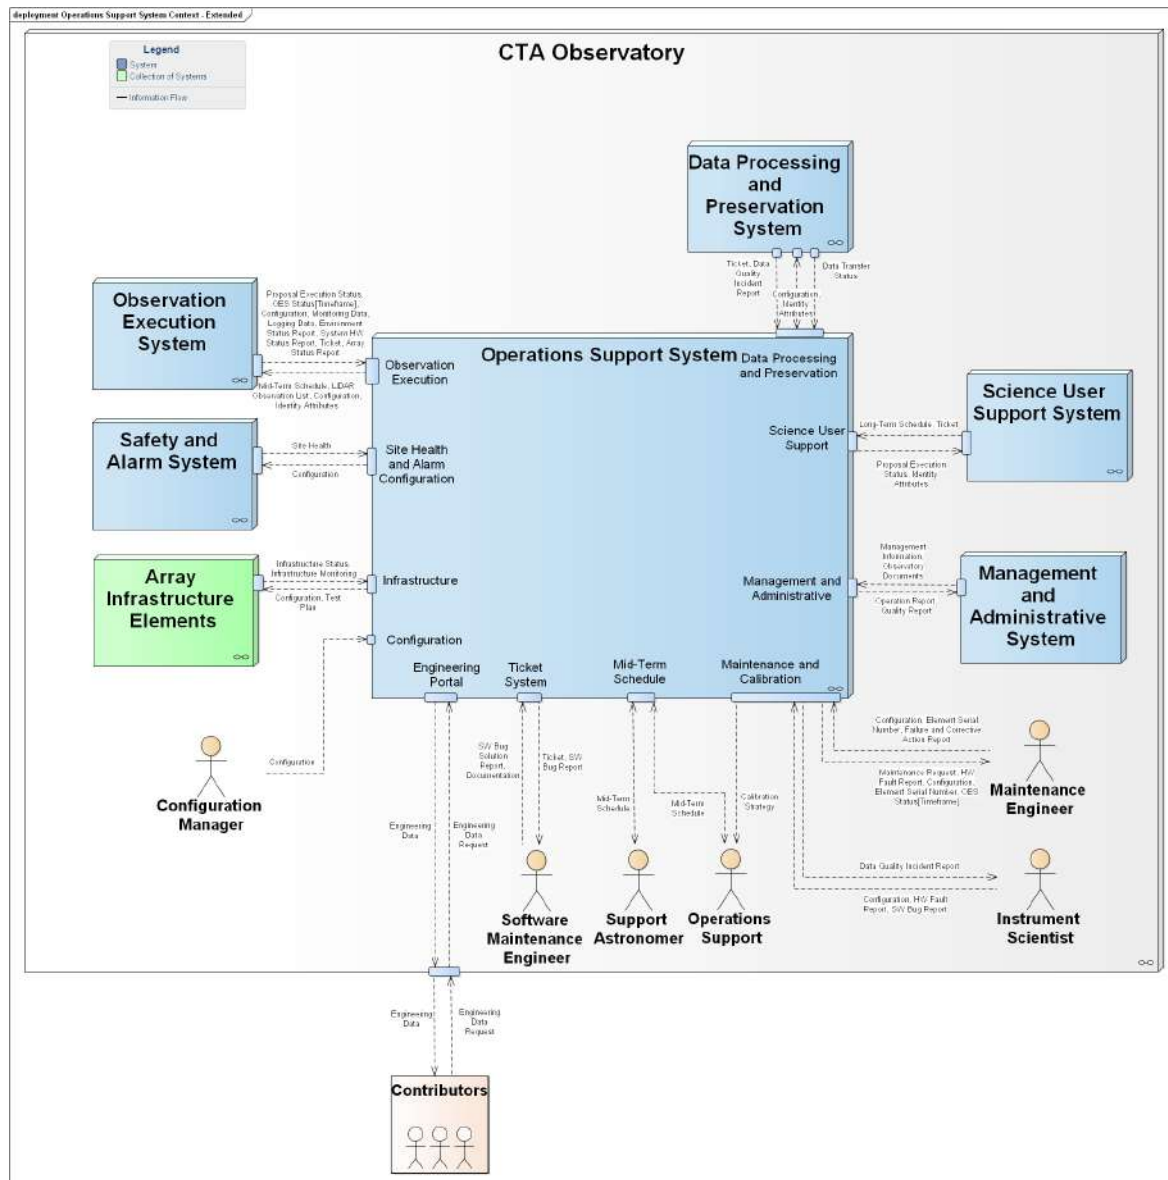 deployment Operations Support System Context - Extended
CTA Observatory
Legend
System
Collection of Systems
Information Flow
Data Processing
and
Preservation
System
Ticket, Data
Quality
Incident
Report
Configuration,
Identity
Attributes
Data Transfer
Status
Observation
Execution
System
Proposal Execution Status,
OES Status[Timeframe],
Configuration, Monitoring Data,
Logging Data, Environment
Status Report, System HW
Status Report, Ticket, Array
Status Report
Mid-Term Schedule, LIDAR
Observation List, Configuration,
Identity Attributes
Operations Support System
Observation
Execution
Data Processing
and Preservation
Science User
Support System
Long-Term Schedule, Ticket
Proposal Execution
Status, Identity
Attributes
Science User
Support
Safety and
Alarm System
Site Health
Configuration
Site Health
and Alarm
Configuration
Array
Infrastructure
Elements
Infrastructure Status,
Infrastructure Monitoring
Configuration, Test
Plan
Infrastructure
Management and
Administrative
Management
Information,
Observatory
Documents
Operation Report,
Quality Report
Management
and
Administrative
System
Configuration
Engineering
Portal
Ticket
System
Mid-Term
Schedule
Maintenance and
Calibration
Configuration
Configuration
Manager
SW Bug
Solution
Report,
Documentation
Ticket, SW
Bug Report
Mid-Term
Schedule
Mid-Term
Schedule
Calibration
Strategy
Configuration, Element Serial
Number, Failure and Corrective
Action Report
Maintenance Request, HW
Fault Report, Configuration,
Element Serial Number, OES
Status[Timeframe]
Maintenance
Engineer
Engineering
Data
Engineering
Data
Request
Data Quality Incident Report
Configuration, HW Fault
Report, SW Bug Report
Software
Maintenance
Engineer
Support
Astronomer
Operations
Support
Instrument
Scientist
Engineering
Data
Engineering
Data
Request
Contributors